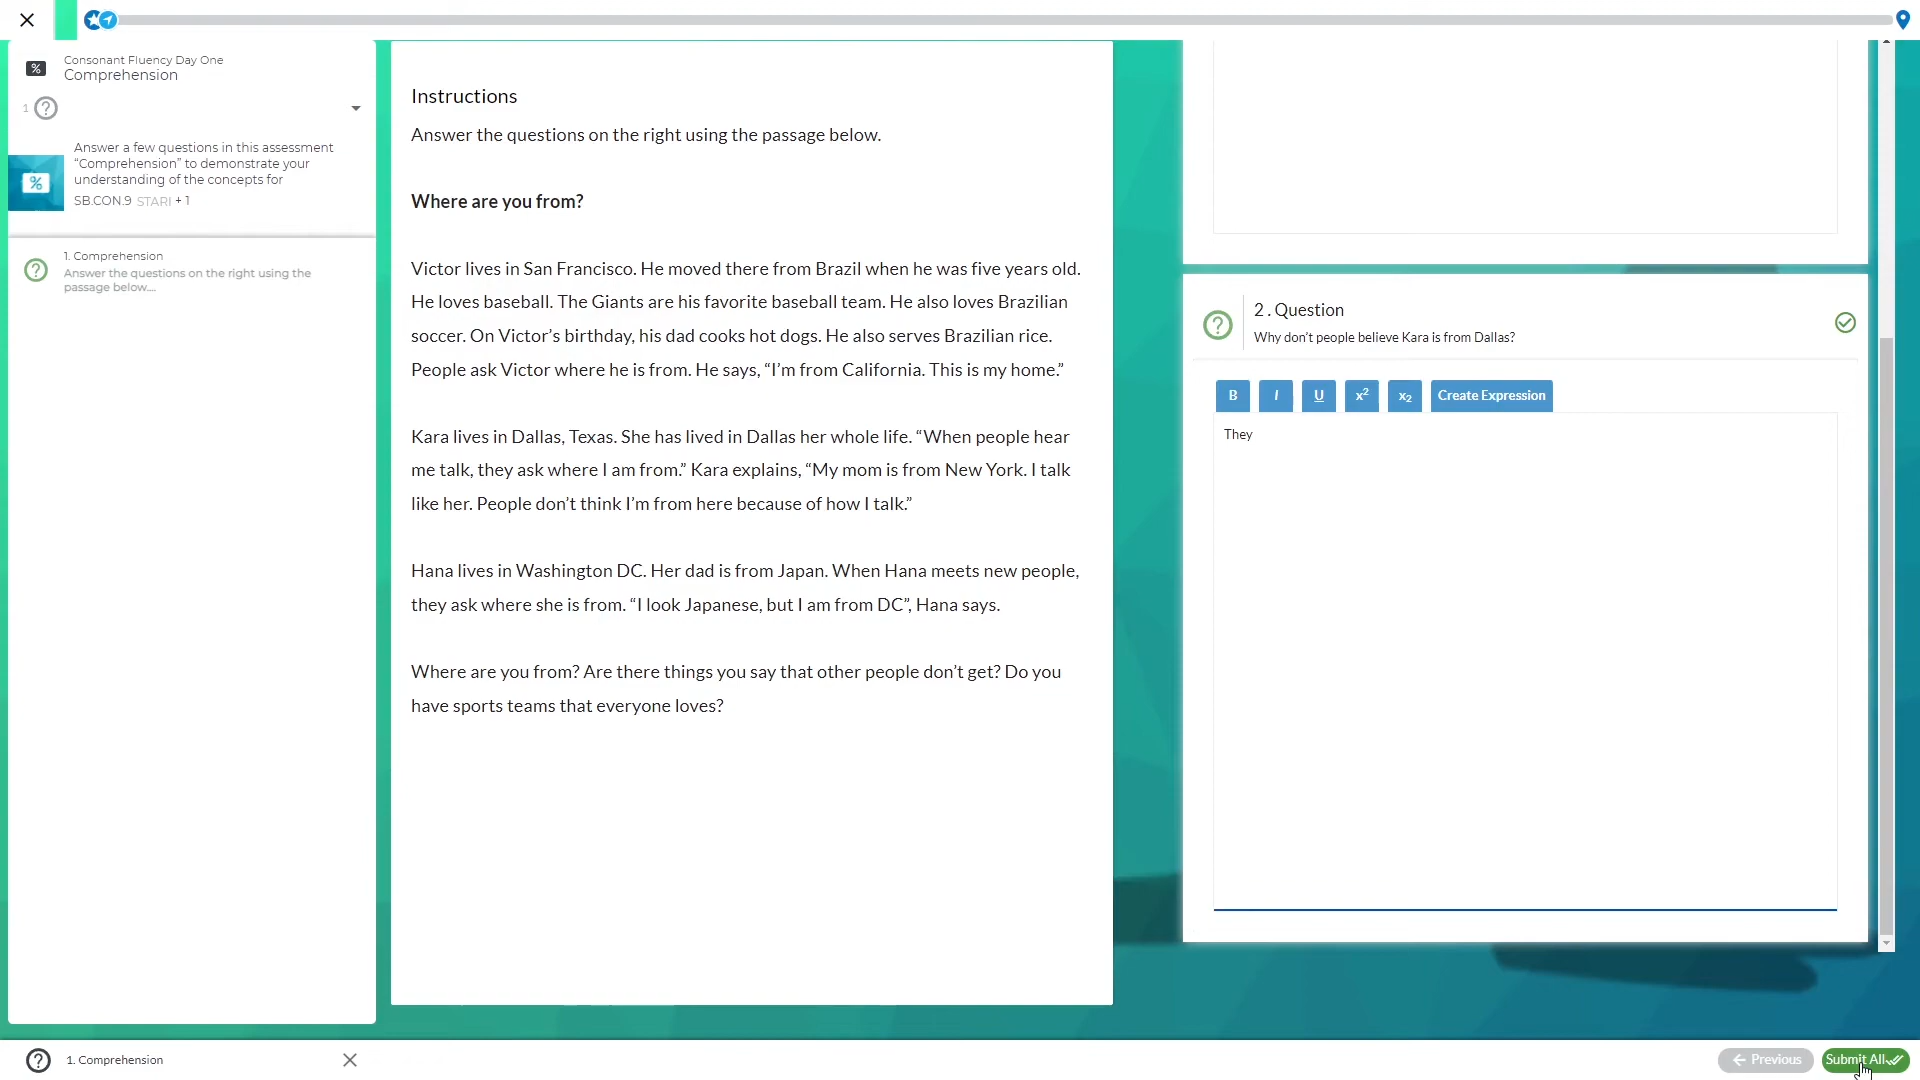 Consonant Fluency Day One
Comprehension
1
Answer a few questions in this assessment
“Comprehension” to demonstrate your
understanding of the concepts for
SB.CON.9 STARI + 1
1. Comprehension
Answer the questions on the right using the
passage below....
Instructions
Answer the questions on the right using the passage below.
Where are you from?
Victor lives in San Francisco. He moved there from Brazil when he was five years old.
He loves baseball. The Giants are his favorite baseball team. He also loves Brazilian
soccer. On Victor’s birthday, his dad cooks hot dogs. He also serves Brazilian rice.
People ask Victor where he is from. He says, “I’m from California. This is my home.”
Kara lives in Dallas, Texas. She has lived in Dallas her whole life. “When people hear
me talk, they ask where I am from.” Kara explains, “My mom is from New York. I talk
like her. People don’t think I’m from here because of how I talk.”
Hana lives in Washington DC. Her dad is from Japan. When Hana meets new people,
they ask where she is from. “I look Japanese, but I am from DC”, Hana says.
Where are you from? Are there things you say that other people don’t get? Do you
have sports teams that everyone loves?
2 . Question
Why don’t people believe Kara is from Dallas?
B I U x² x₂ Create Expression
They
1. Comprehension
Previous
Submit All